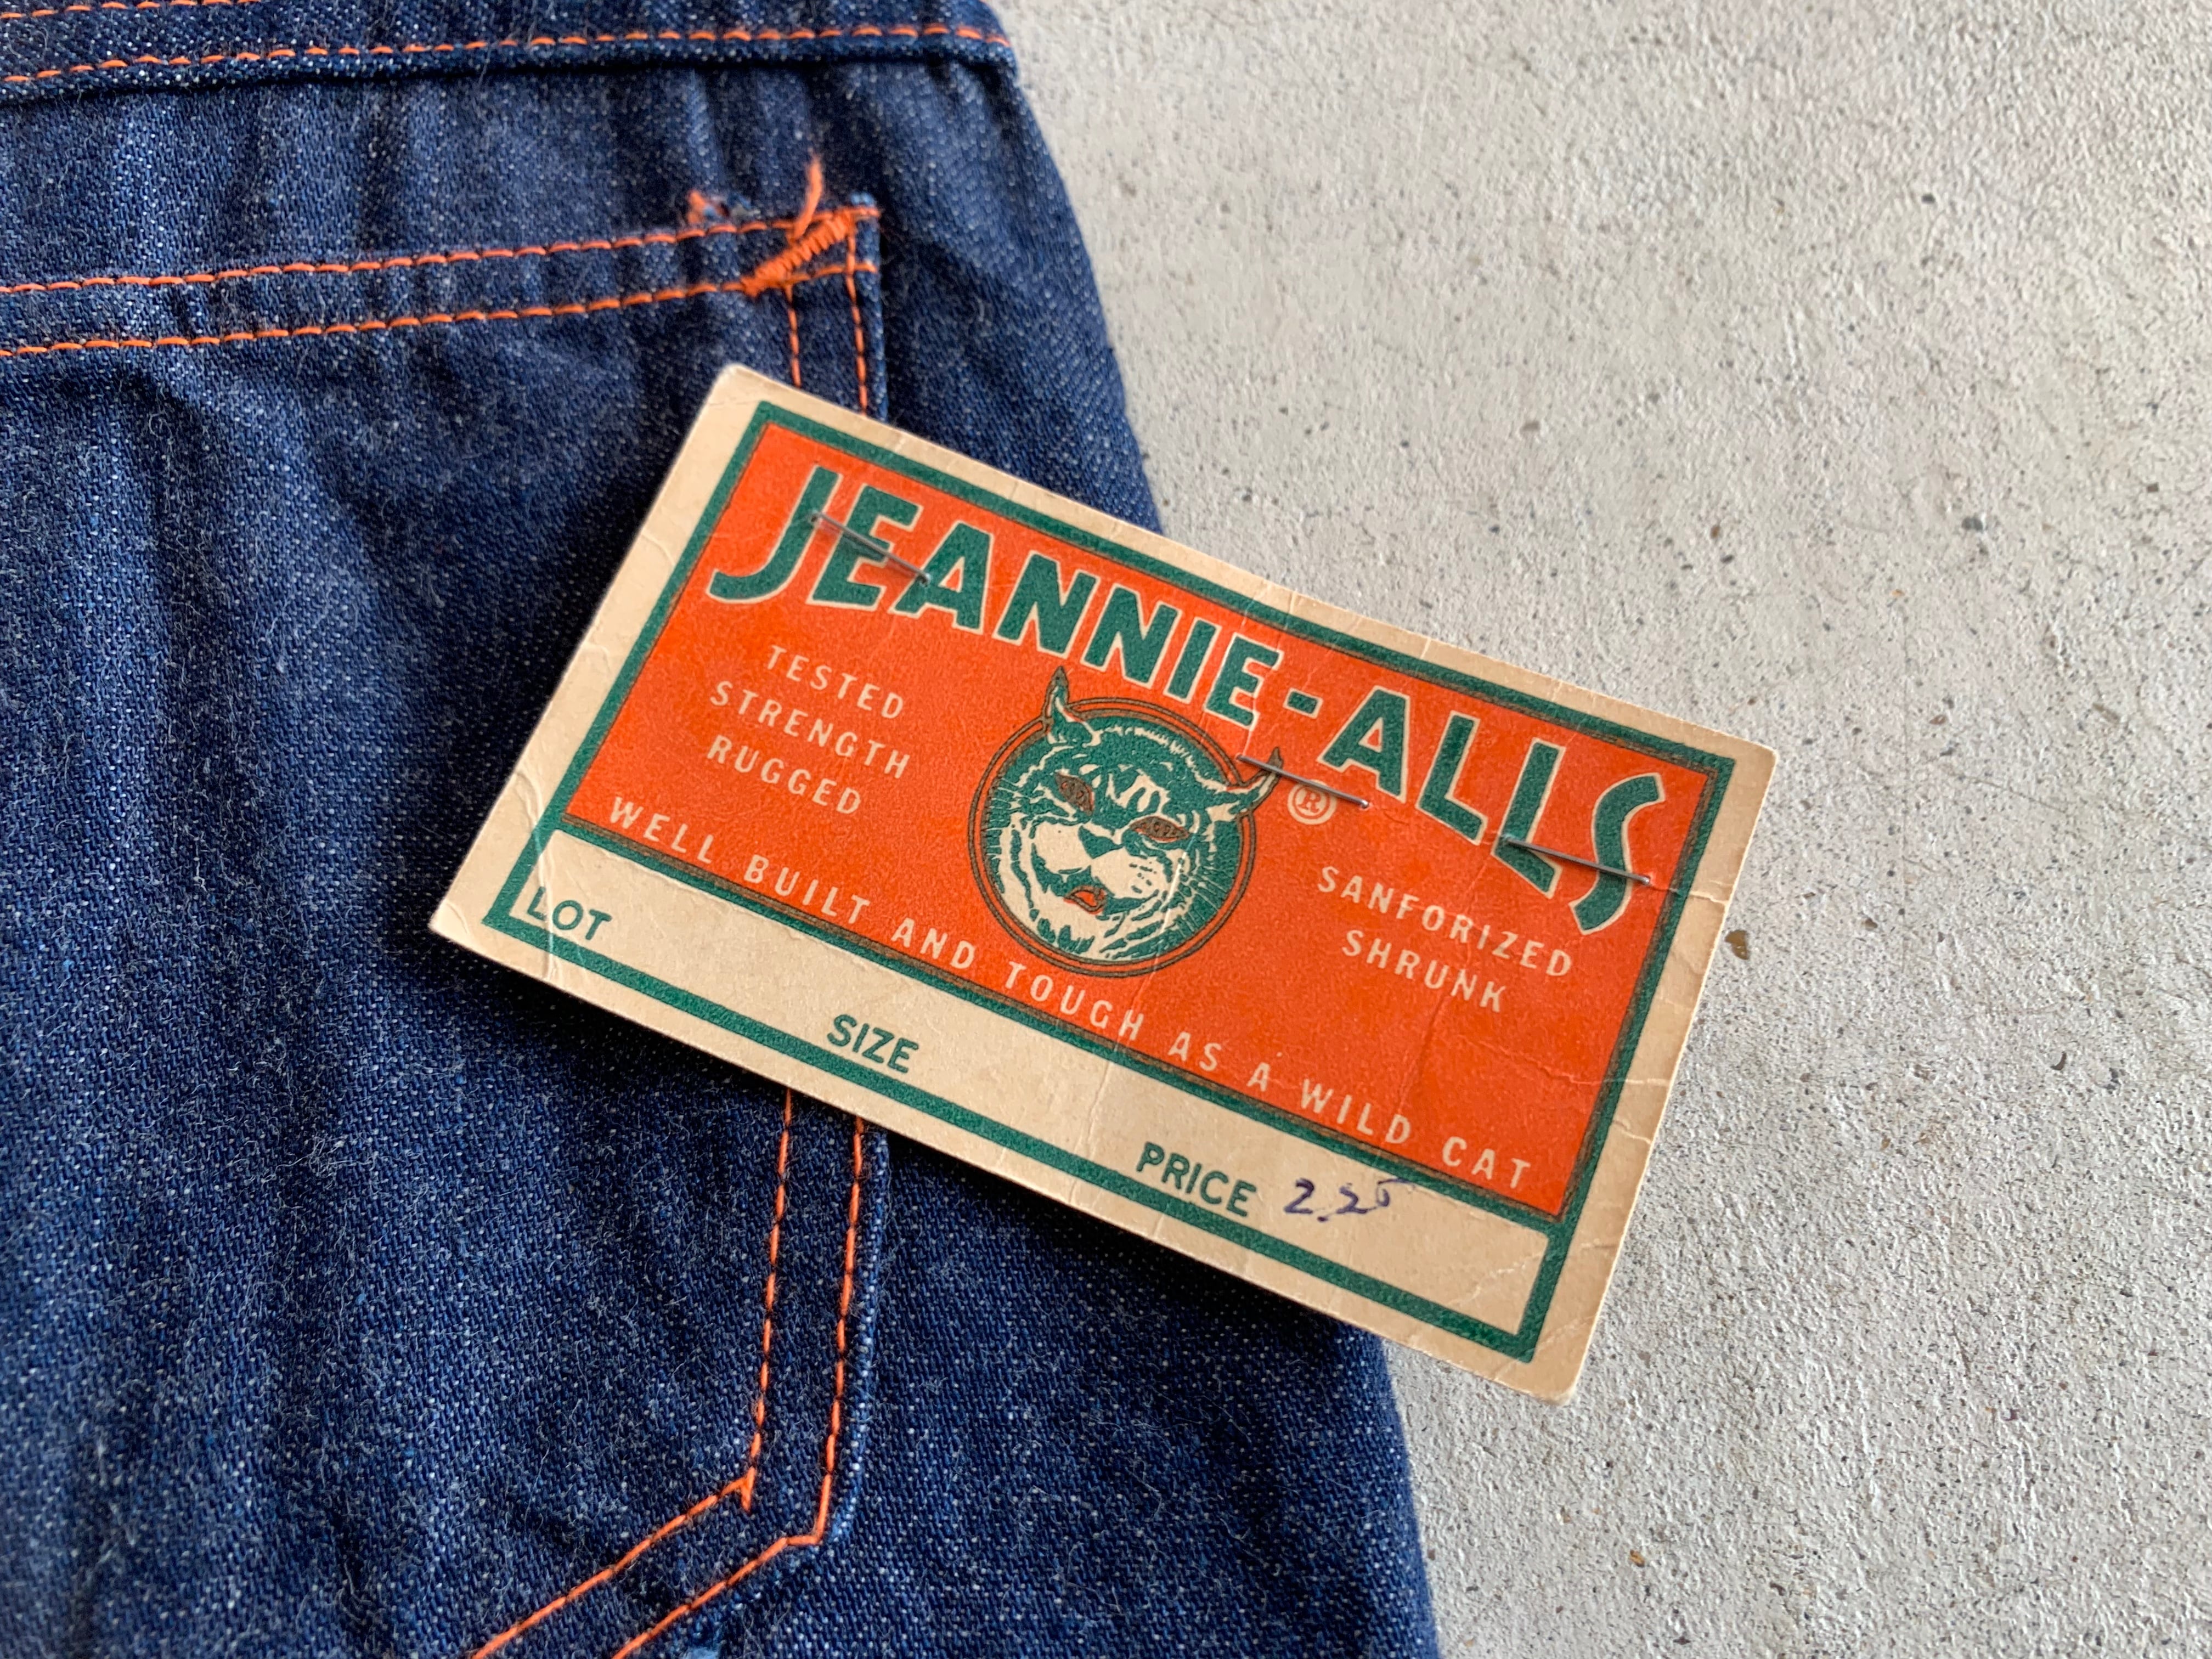 JEANNIE-ALLS
TESTED
STRENGTH
RUGGED
®
SANFORIZED
SHRUNK
WELL BUILT AND TOUGH AS A WILD CAT
LOT
SIZE
PRICE 2.25